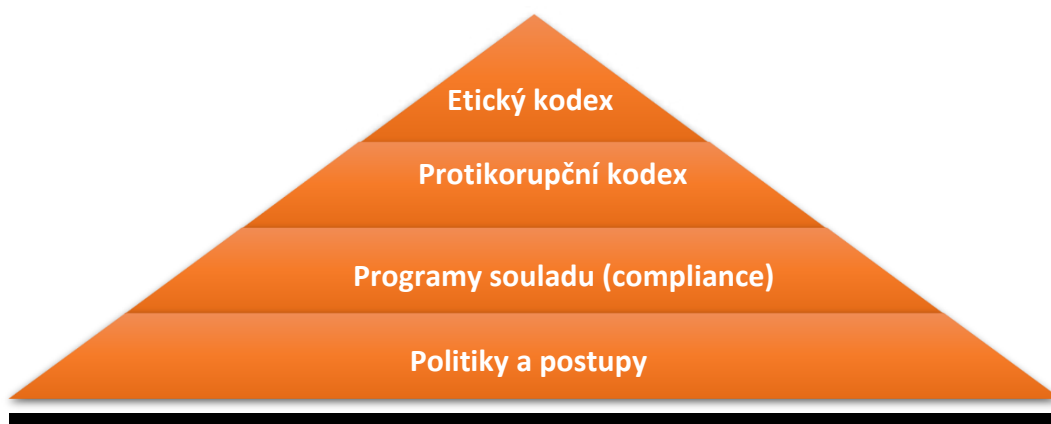 Etický kodex
Protikorupční kodex
Programy souladu (compliance)
Politiky a postupy